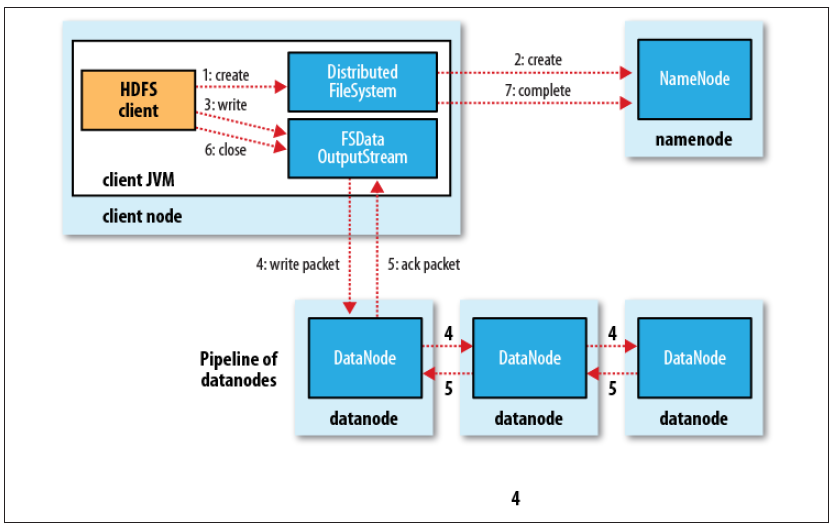 1: create
3: write
6: close
HDFS
client
Distributed
FileSystem
FSData
OutputStream
client JVM
client node
2: create
7: complete
NameNode
namenode
4: write packet
5: ack packet
Pipeline of
datanodes
DataNode
datanode
4
5
DataNode
datanode
4
5
DataNode
datanode
4